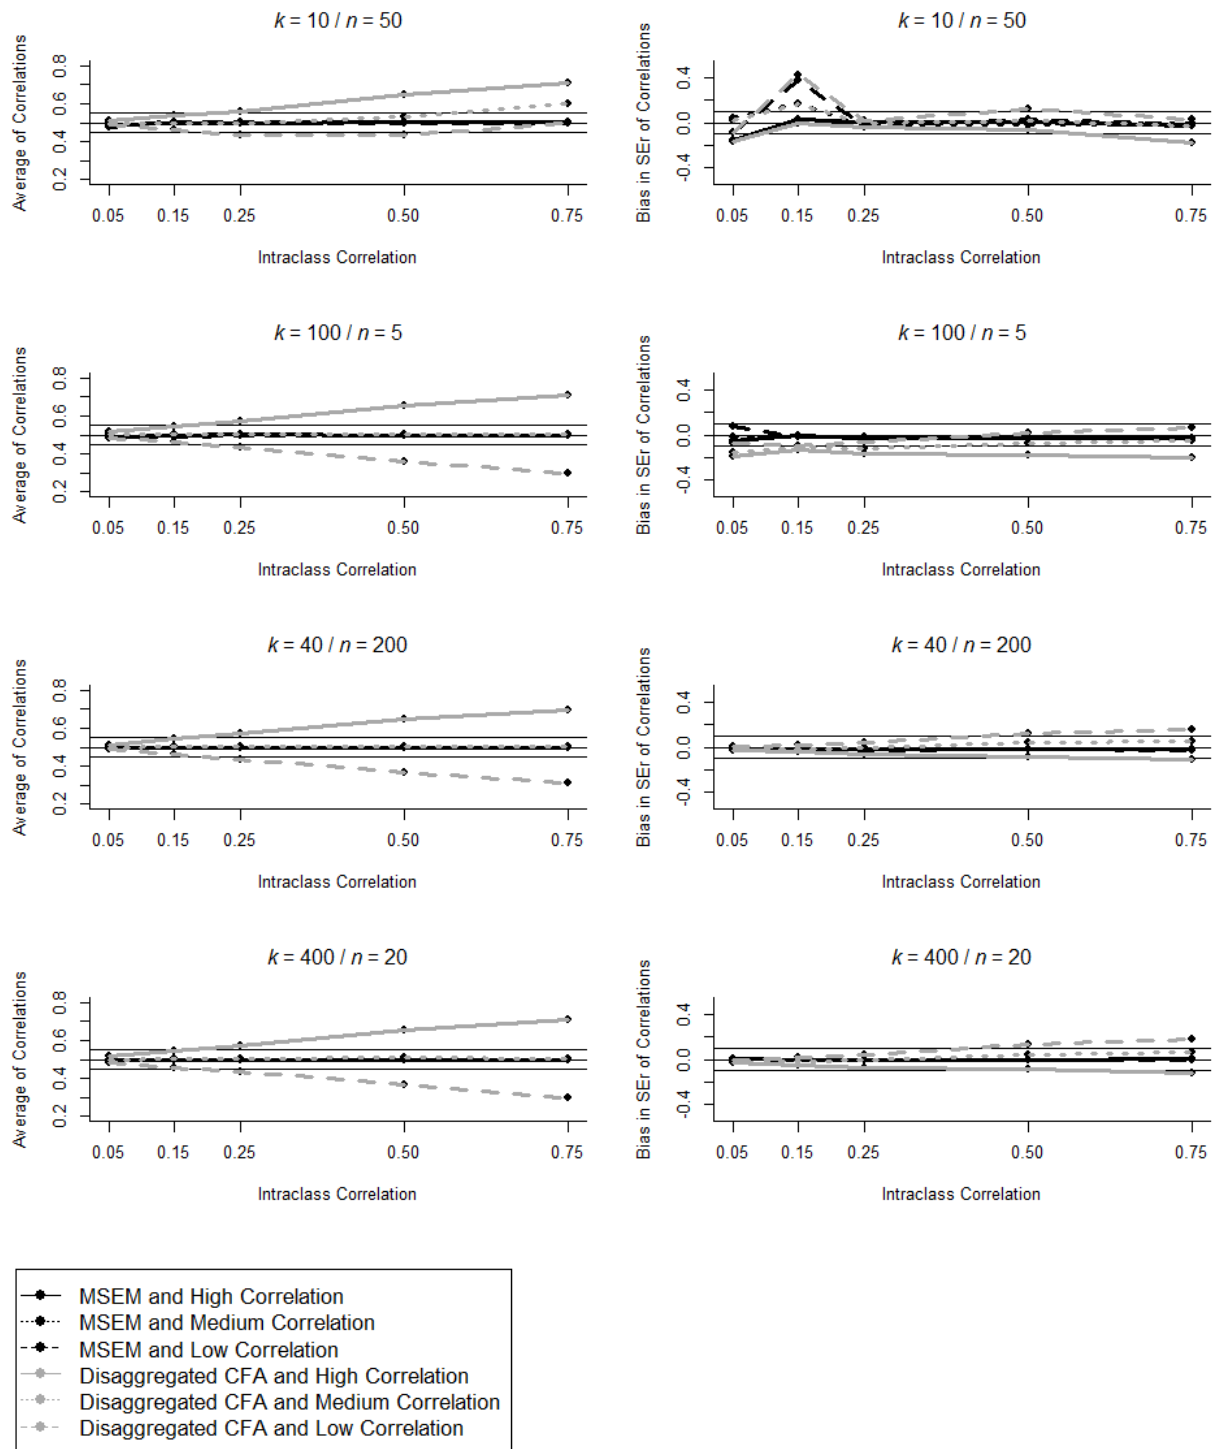 k = 10 / n = 50
Average of Correlations
0.2 0.4 0.6 0.8
0.05 0.15 0.25 0.50 0.75
Intraclass Correlation
k = 10 / n = 50
Bias in SEr of Correlations
-0.4 0.0 0.4
0.05 0.15 0.25 0.50 0.75
Intraclass Correlation
k = 100 / n = 5
Average of Correlations
0.2 0.4 0.6 0.8
0.05 0.15 0.25 0.50 0.75
Intraclass Correlation
k = 100 / n = 5
Bias in SEr of Correlations
-0.4 0.0 0.4
0.05 0.15 0.25 0.50 0.75
Intraclass Correlation
k = 40 / n = 200
Average of Correlations
0.2 0.4 0.6 0.8
0.05 0.15 0.25 0.50 0.75
Intraclass Correlation
k = 40 / n = 200
Bias in SEr of Correlations
-0.4 0.0 0.4
0.05 0.15 0.25 0.50 0.75
Intraclass Correlation
k = 400 / n = 20
Average of Correlations
0.2 0.4 0.6 0.8
0.05 0.15 0.25 0.50 0.75
Intraclass Correlation
k = 400 / n = 20
Bias in SEr of Correlations
-0.4 0.0 0.4
0.05 0.15 0.25 0.50 0.75
Intraclass Correlation
MSEM and High Correlation
MSEM and Medium Correlation
MSEM and Low Correlation
Disaggregated CFA and High Correlation
Disaggregated CFA and Medium Correlation
Disaggregated CFA and Low Correlation